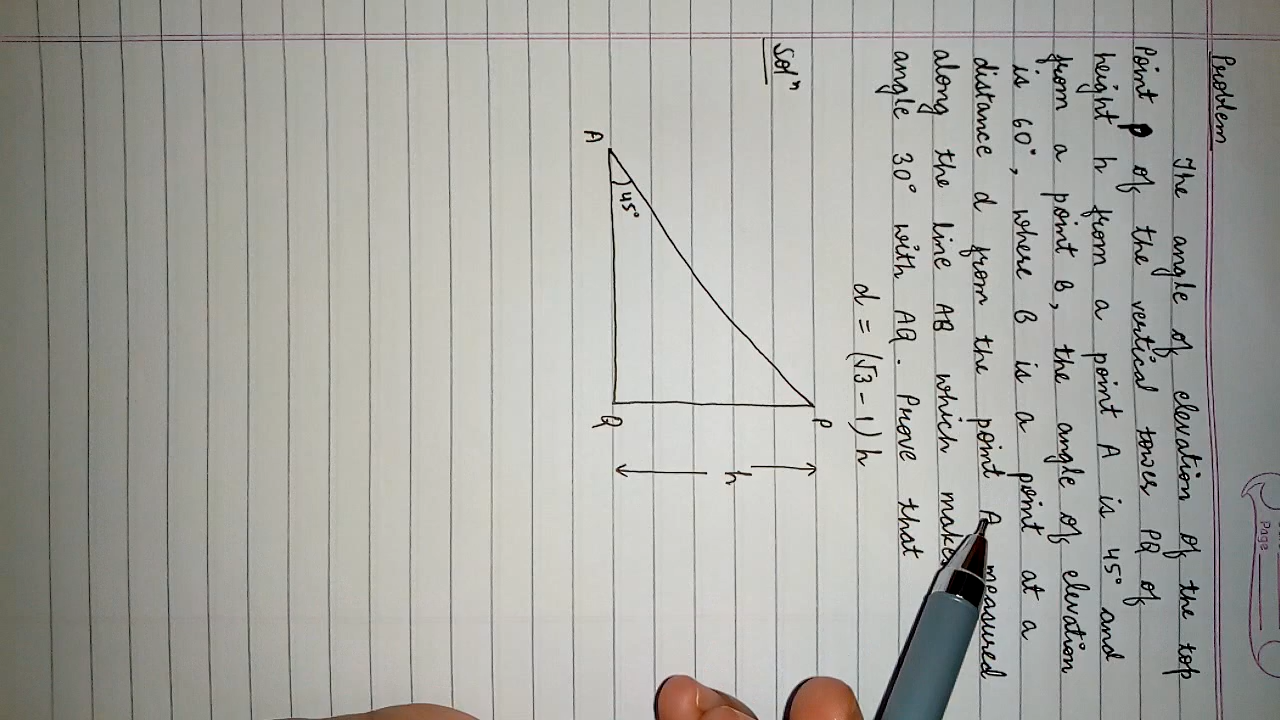 Page
Problem
The angle of elevation of the top
Point P of the vertical tower PQ of
height h from a point A is 45° and
from a point B, the angle of elevation
is 60°, where B is a point at a
distance d from the point A measured
along the line AB which makes
angle 30° with AQ. Prove that
d = (√3 - 1) h
Solⁿ
P
h
45°
A
Q